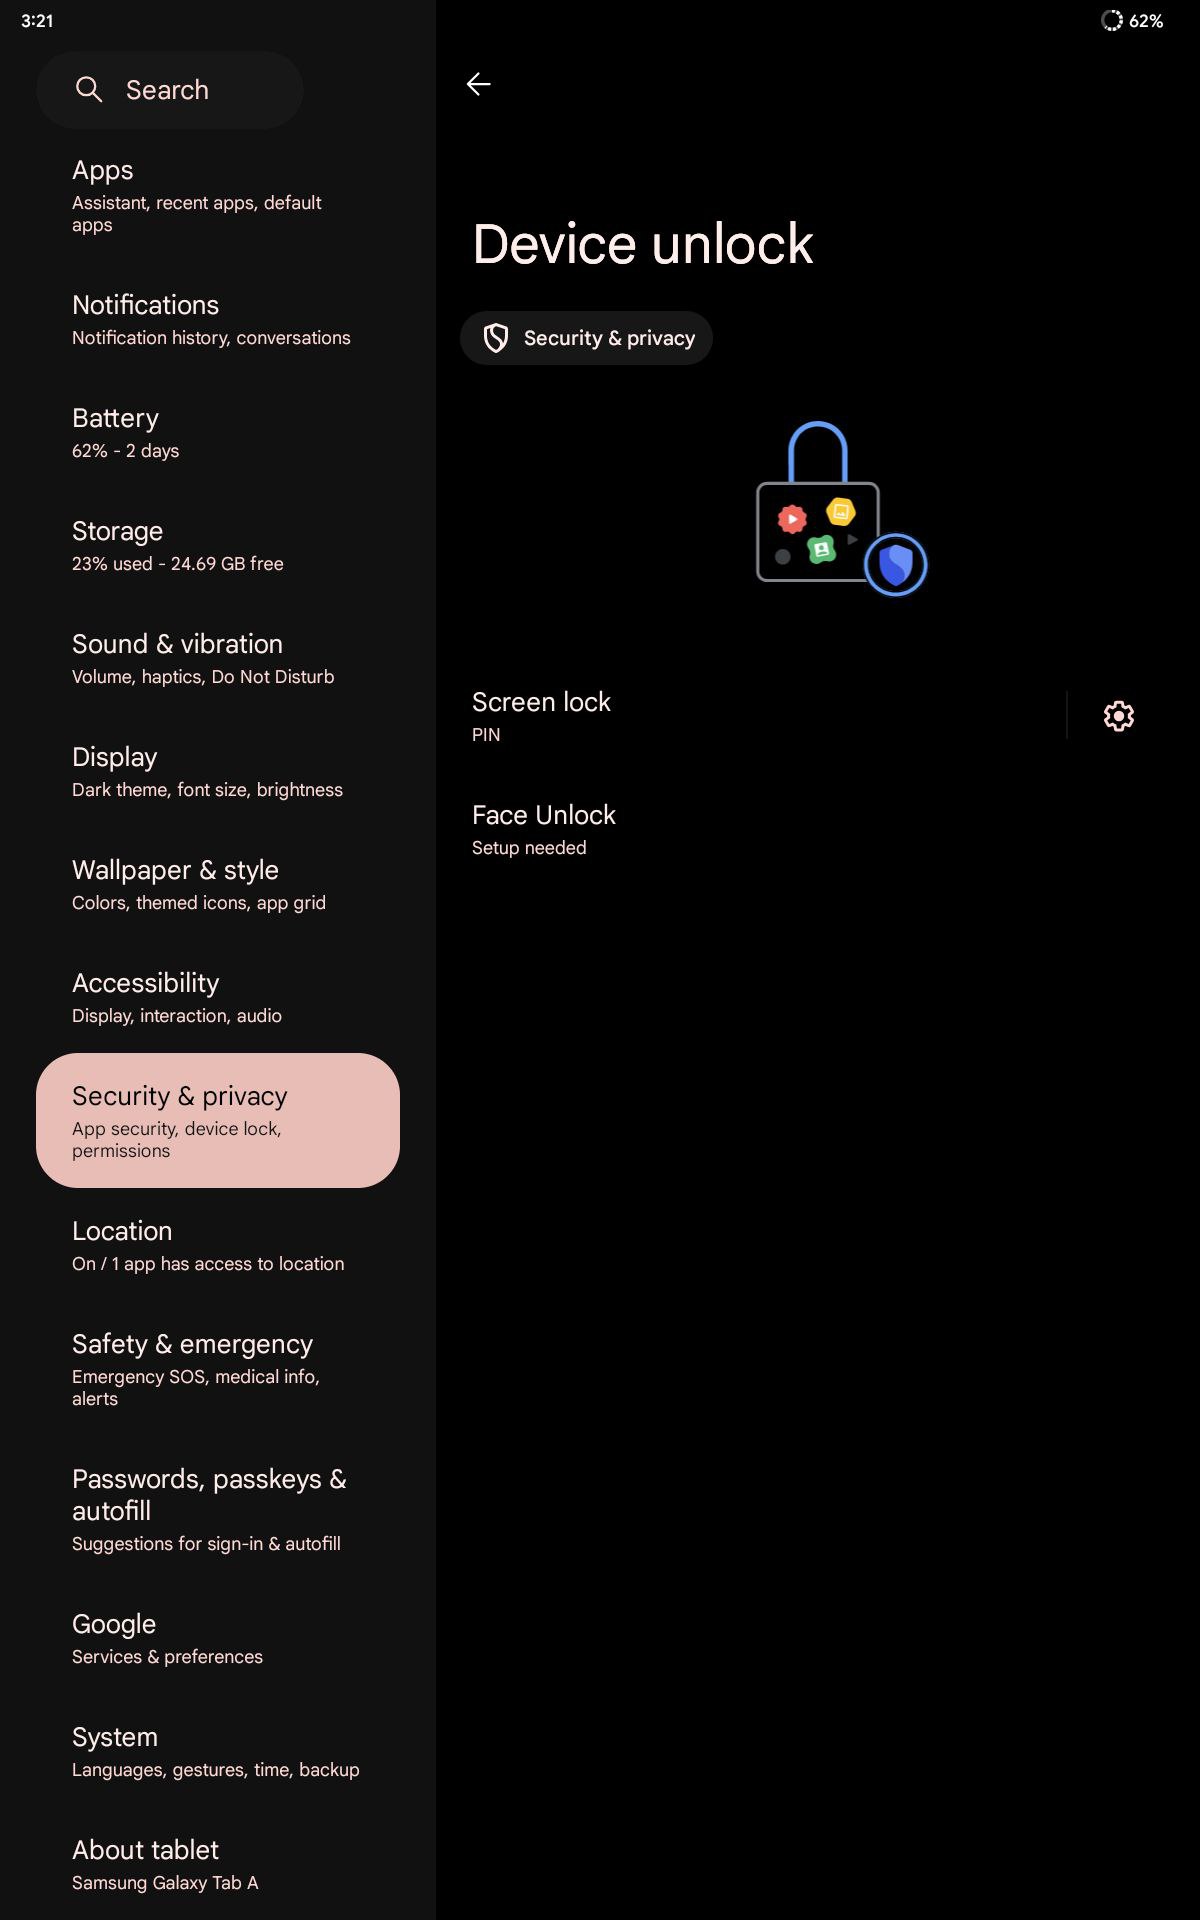 3:21
62%
Search
Apps
Assistant, recent apps, default
apps
Notifications
Notification history, conversations
Battery
62% - 2 days
Storage
23% used - 24.69 GB free
Sound & vibration
Volume, haptics, Do Not Disturb
Display
Dark theme, font size, brightness
Wallpaper & style
Colors, themed icons, app grid
Accessibility
Display, interaction, audio
Security & privacy
App security, device lock,
permissions
Location
On / 1 app has access to location
Safety & emergency
Emergency SOS, medical info,
alerts
Passwords, passkeys &
autofill
Suggestions for sign-in & autofill
Google
Services & preferences
System
Languages, gestures, time, backup
About tablet
Samsung Galaxy Tab A
Device unlock
Security & privacy
Screen lock
PIN
Face Unlock
Setup needed